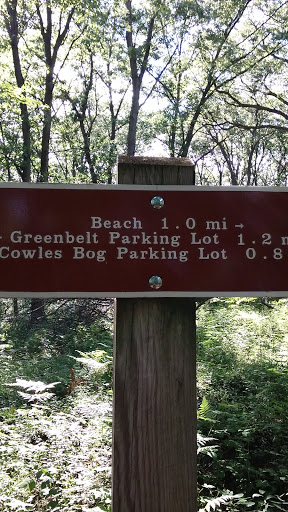 Beach 1.0 mi →
Greenbelt Parking Lot 1.2 m
Cowles Bog Parking Lot 0.8